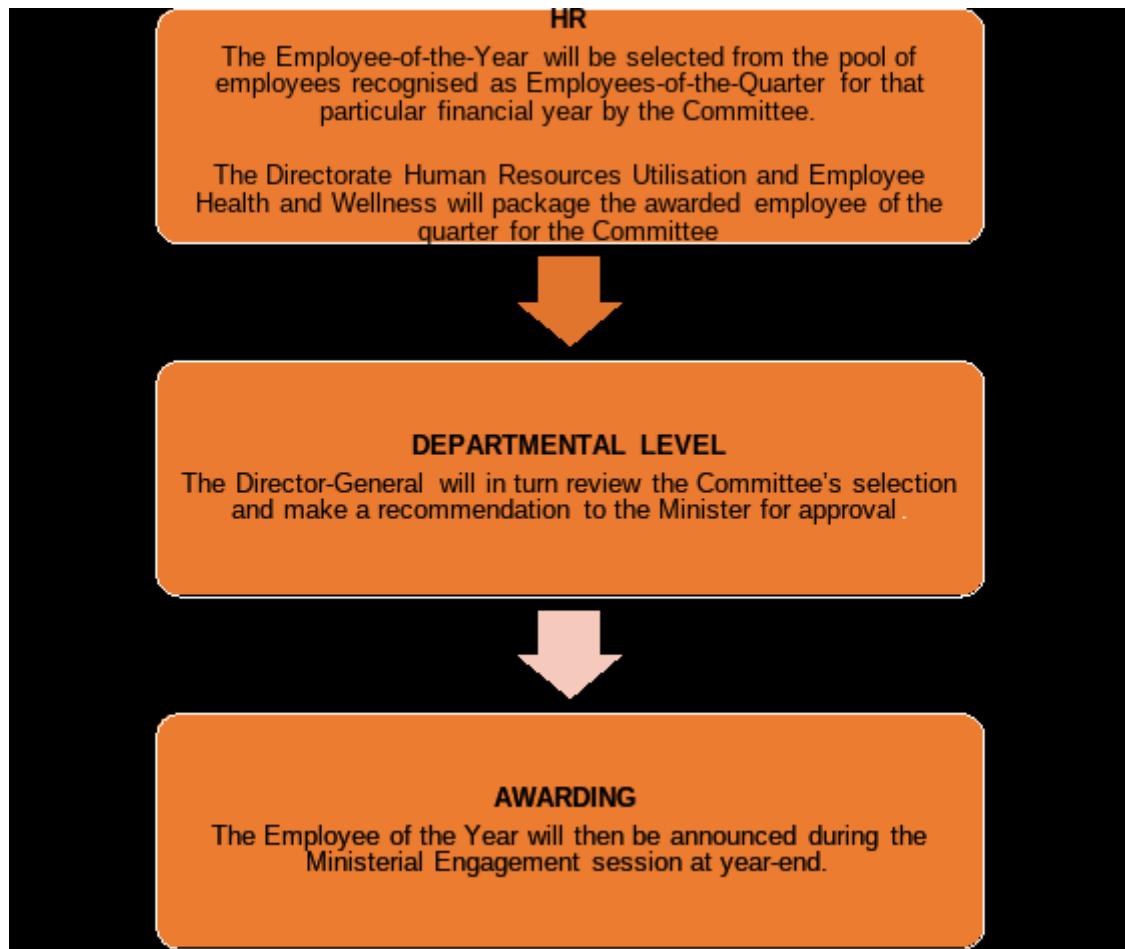 HR
The Employee-of-the-Year will be selected from the pool of
employees recognised as Employees-of-the-Quarter for that
particular financial year by the Committee.
The Directorate Human Resources Utilisation and Employee
Health and Wellness will package the awarded employee of the
quarter for the Committee
DEPARTMENTAL LEVEL
The Director-General will in turn review the Committee's selection
and make a recommendation to the Minister for approval.
AWARDING
The Employee of the Year will then be announced during the
Ministerial Engagement session at year-end.